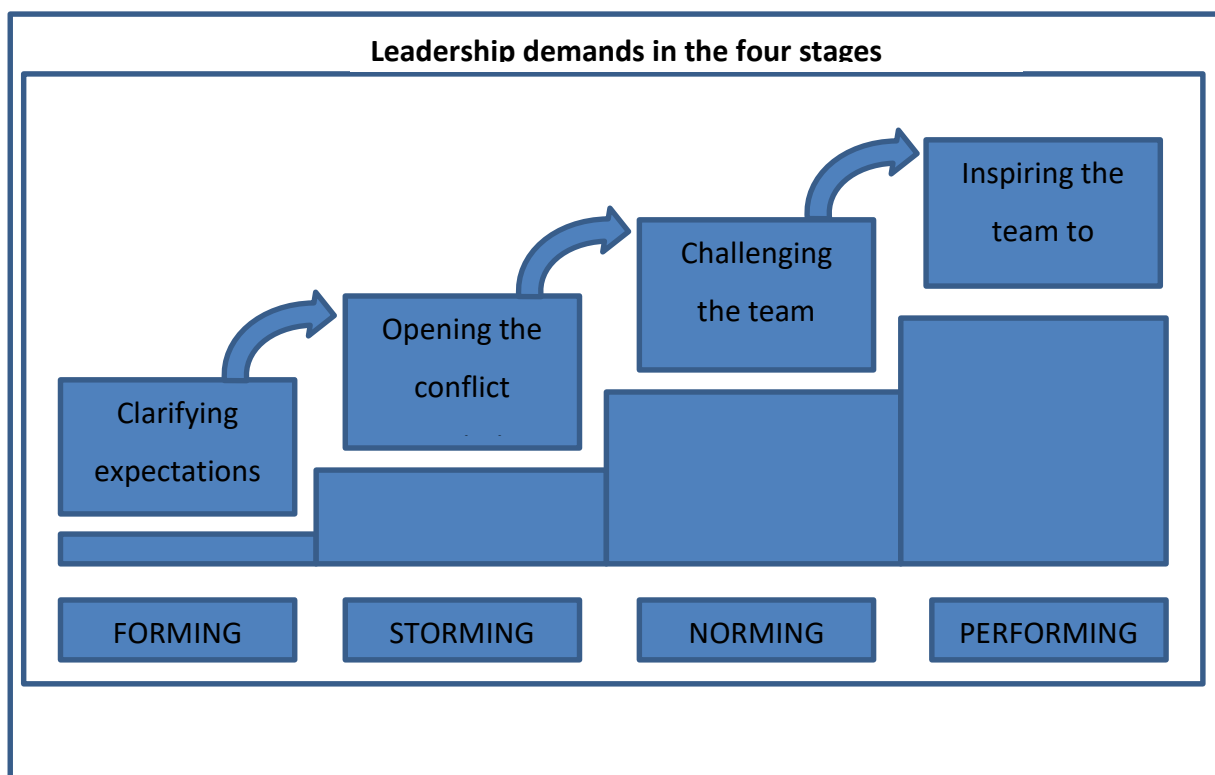 Leadership demands in the four stages
Inspiring the
team to
Challenging
the team
Opening the
conflict
Clarifying
expectations
FORMING
STORMING
NORMING
PERFORMING